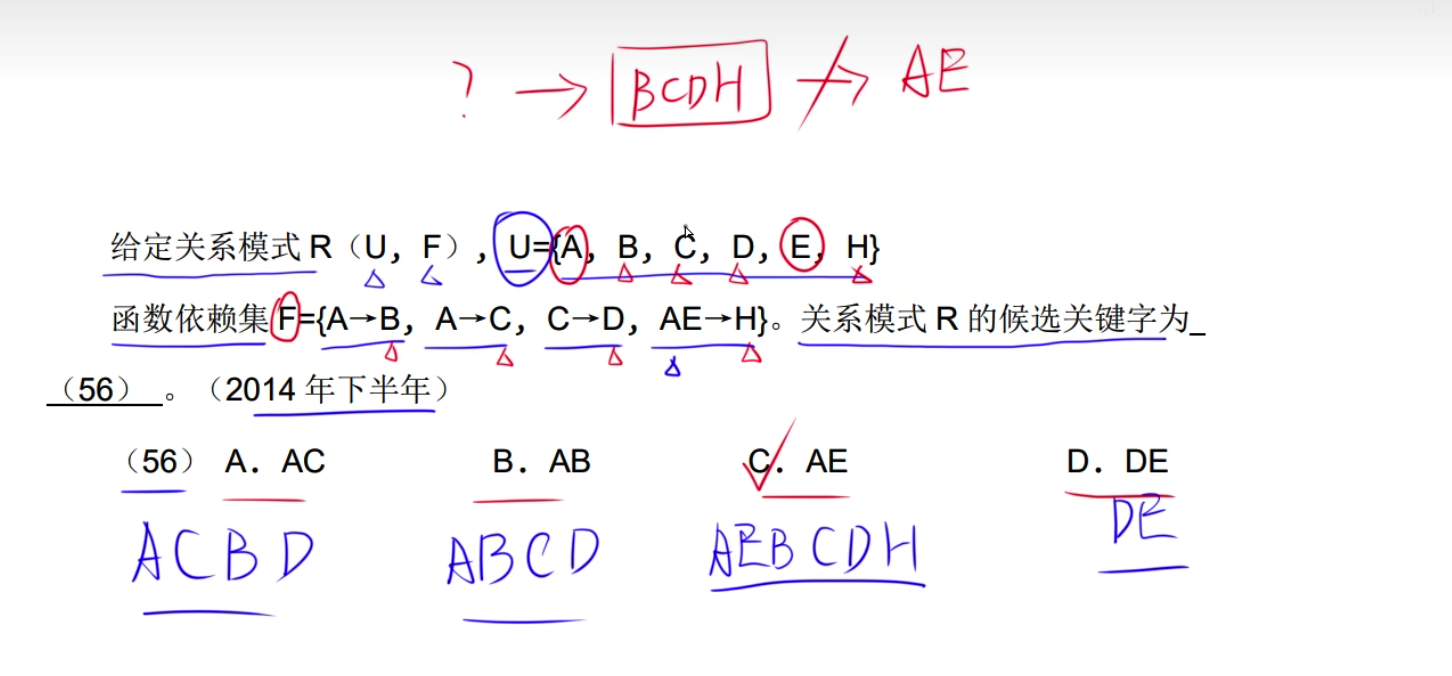 ? → BCDH ↛ AE
给定关系模式 R（U，F），U={A，B，C，D，E，H}
函数依赖集 F={A→B，A→C，C→D，AE→H}。关系模式 R 的候选关键字为_
（56） 。（2014 年下半年）
（56） A．AC B．AB C．AE D．DE
ACBD ABCD AEBCDH DE